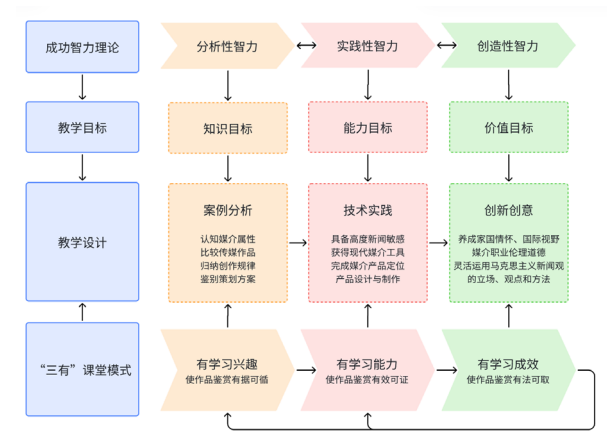 成功智力理论
分析性智力
实践性智力
创造性智力
教学目标
知识目标
能力目标
价值目标
教学设计
案例分析
认知媒介属性
比较传媒作品
归纳创作规律
鉴别策划方案
技术实践
具备高度新闻敏感
获得现代媒介工具
完成媒介产品定位
产品设计与制作
创新创意
养成家国情怀、国际视野
媒介职业伦理道德
灵活运用马克思主义新闻观
的立场、观点和方法
“三有”课堂模式
有学习兴趣
使作品鉴赏有据可循
有学习能力
使作品鉴赏有效可证
有学习成效
使作品鉴赏有法可取